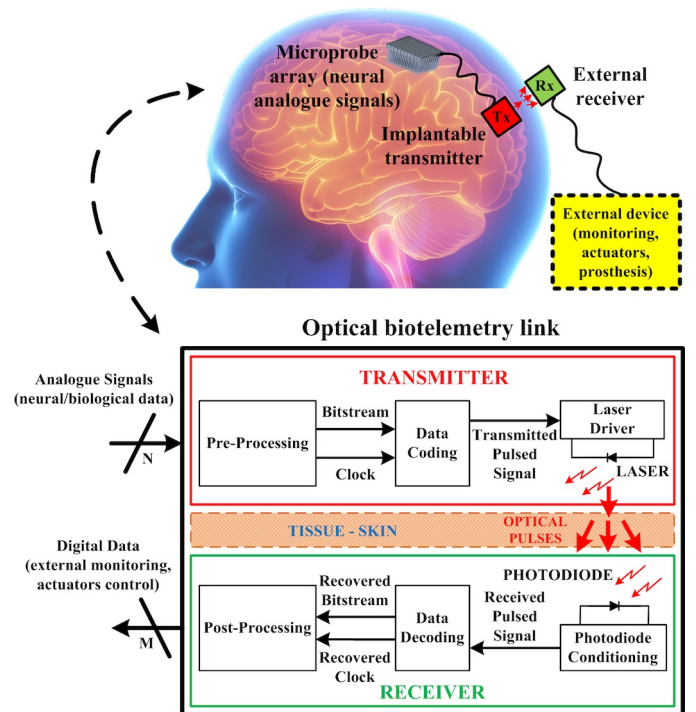 Microprobe
array (neural
analogue signals)
Tx
Rx
External
receiver
Implantable
transmitter
External device
(monitoring,
actuators,
prosthesis)
Optical biotelemetry link
Analogue Signals
(neural/biological data)
N
TRANSMITTER
Pre-Processing
Bitstream
Clock
Data
Coding
Transmitted
Pulsed
Signal
Laser
Driver
LASER
TISSUE - SKIN
OPTICAL
PULSES
Digital Data
(external monitoring,
actuators control)
M
Post-Processing
Recovered
Bitstream
Recovered
Clock
Data
Decoding
Received
Pulsed
Signal
PHOTODIODE
Photodiode
Conditioning
RECEIVER